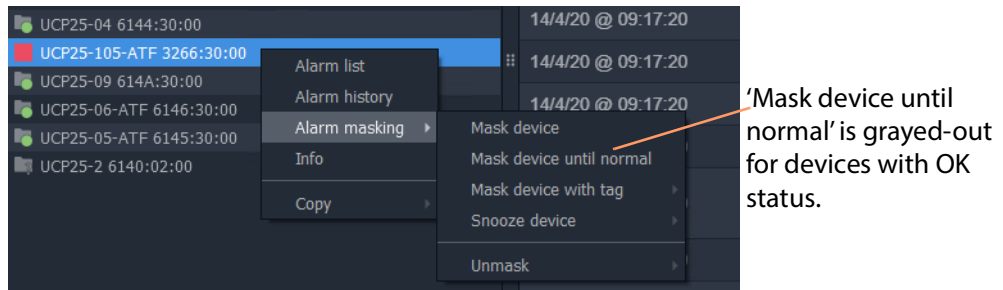 UCP25-04 6144:30:00
UCP25-105-ATF 3266:30:00
UCP25-09 614A:30:00
UCP25-06-ATF 6146:30:00
UCP25-05-ATF 6145:30:00
UCP25-2 6140:02:00
Alarm list
Alarm history
Alarm masking
Info
Copy
14/4/20 @ 09:17:20
14/4/20 @ 09:17:20
14/4/20 @ 09:17:20
Mask device
Mask device until normal
Mask device with tag
Snooze device
Unmask
‘Mask device until
normal’ is grayed-out
for devices with OK
status.